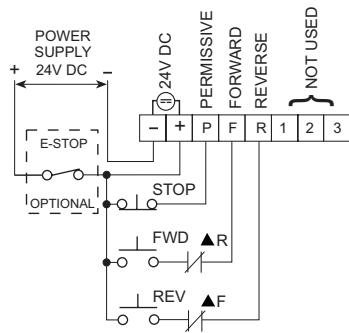 POWER
SUPPLY
24V DC
+ −
24V DC
PERMISSIVE
FORWARD
REVERSE
NOT USED
− + P F R 1 2 3
E-STOP
OPTIONAL
STOP
FWD ▲R
REV ▲F